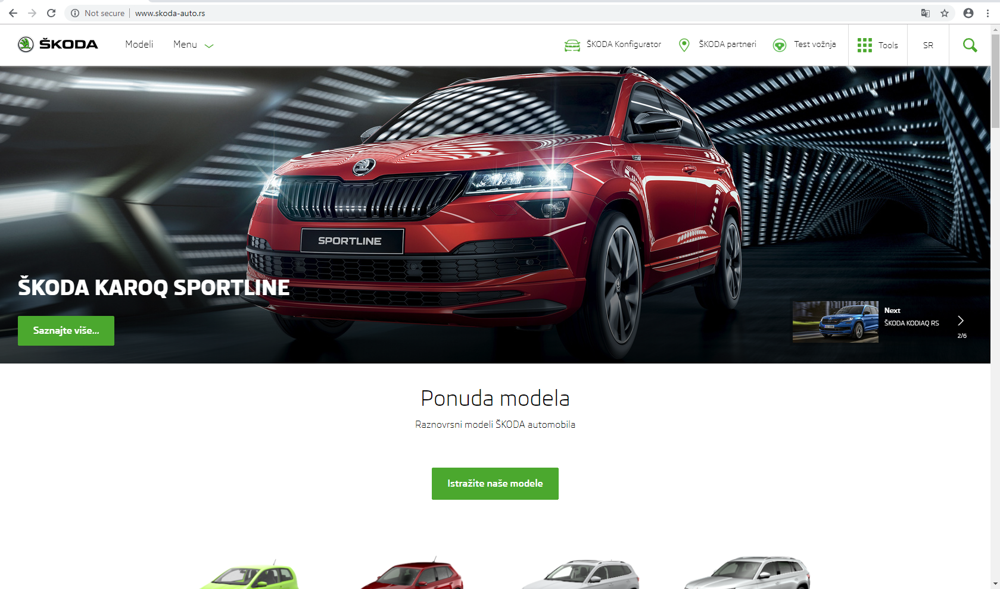 Not secure | www.skoda-auto.rs
ŠKODA
Modeli
Menu
ŠKODA Konfigurator
ŠKODA partneri
Test vožnja
Tools
SR
SPORTLINE
ŠKODA KAROQ SPORTLINE
Saznajte više...
Next
ŠKODA KODIAQ RS
2/6
Ponuda modela
Raznovrsni modeli ŠKODA automobila
Istražite naše modele